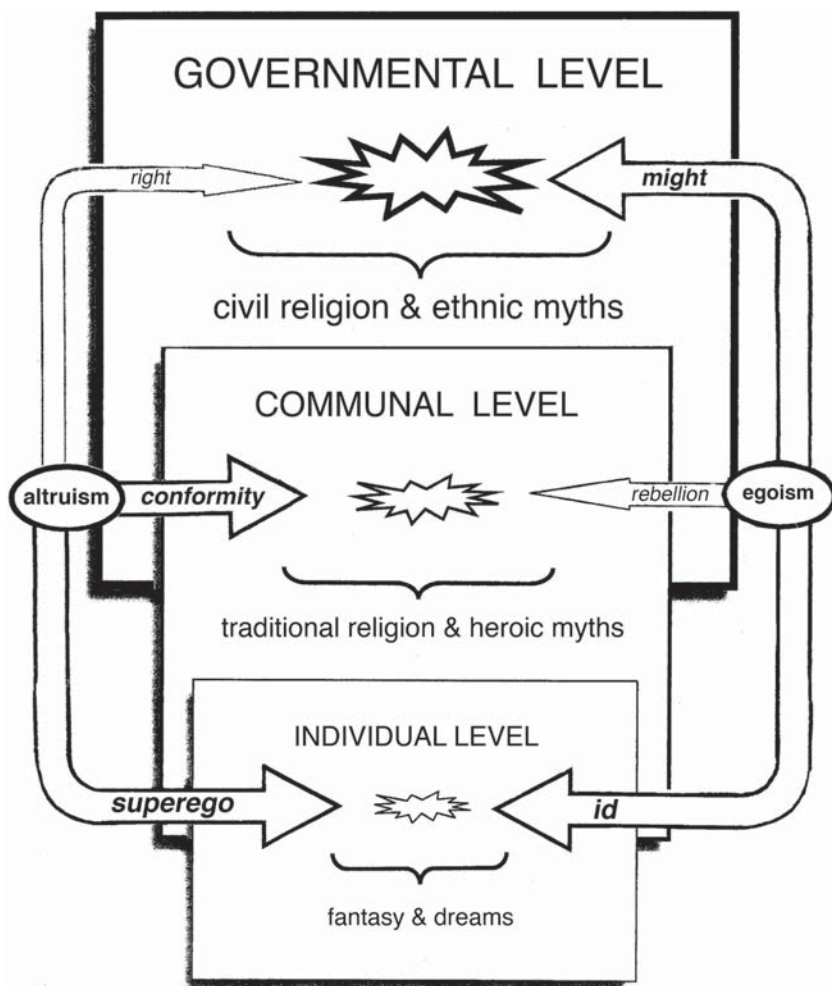 GOVERNMENTAL LEVEL
right
might
civil religion & ethnic myths
COMMUNAL LEVEL
altruism
conformity
rebellion
egoism
traditional religion & heroic myths
INDIVIDUAL LEVEL
superego
id
fantasy & dreams